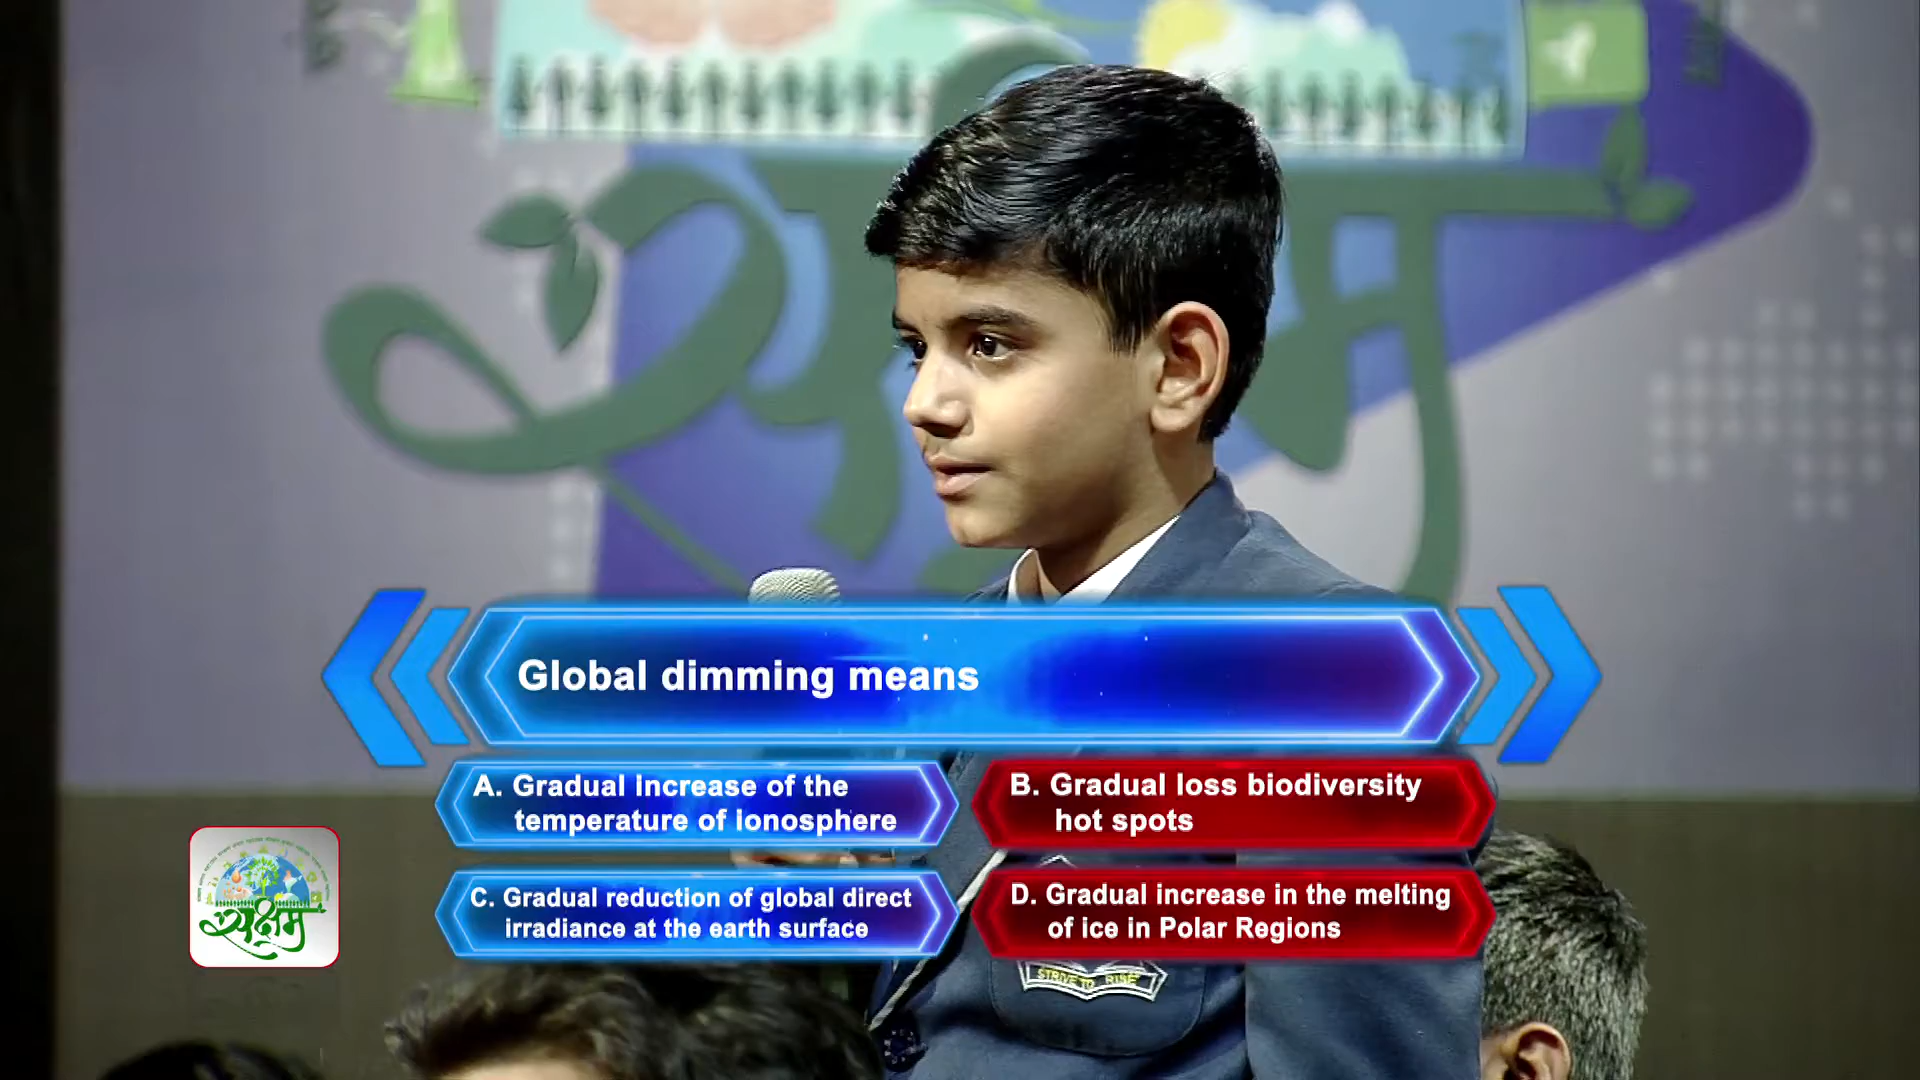 Global dimming means
A. Gradual increase of the
temperature of ionosphere
B. Gradual loss biodiversity
hot spots
C. Gradual reduction of global direct
irradiance at the earth surface
D. Gradual increase in the melting
of ice in Polar Regions
सक्षम
STRIVE TO RISE